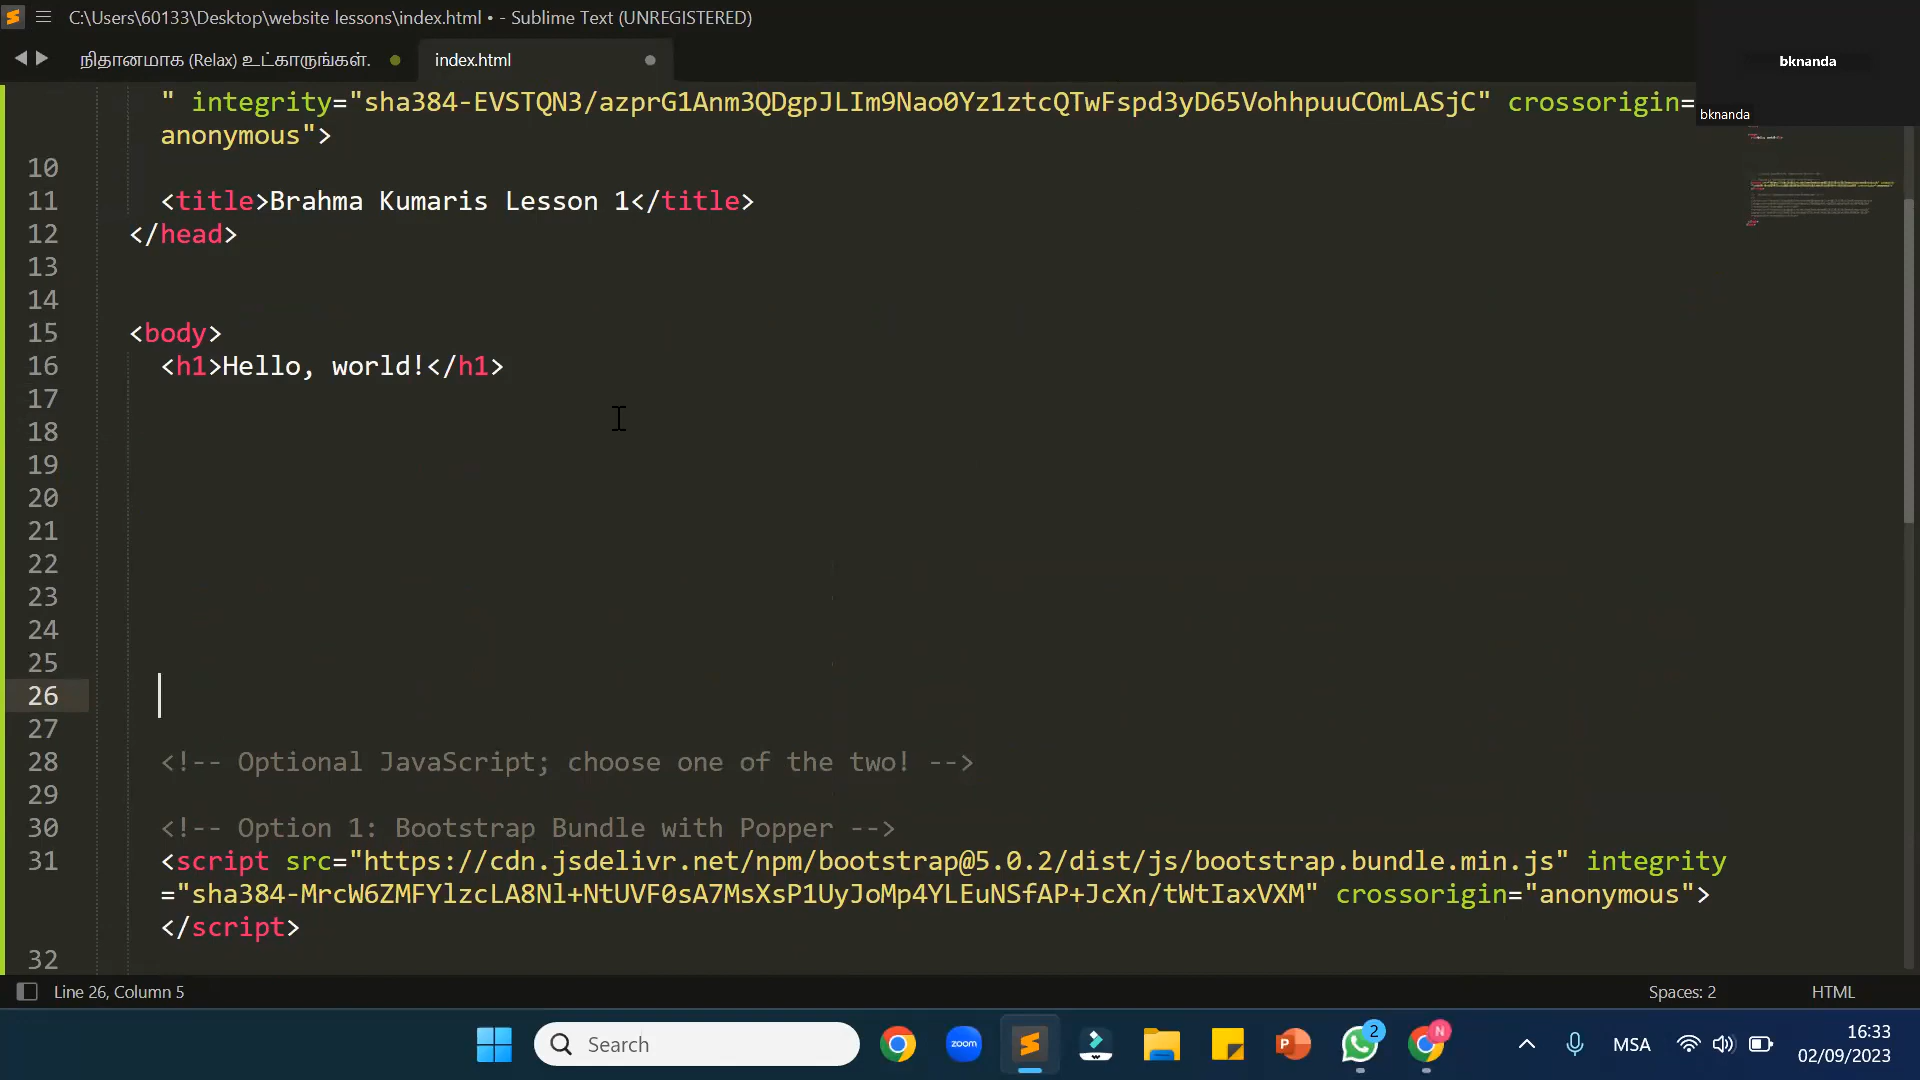 C:\Users\60133\Desktop\website lessons\index.html • - Sublime Text (UNREGISTERED)
நிதானமாக (Relax) உட்காருங்கள்.
index.html
bknanda
bknanda
" integrity="sha384-EVSTQN3/azprG1Anm3QDgpJLIm9Nao0Yz1ztcQTwFspd3yD65VohhpuuCOmLASjC" crossorigin=
anonymous">
10
11 <title>Brahma Kumaris Lesson 1</title>
12 </head>
13
14
15 <body>
16 <h1>Hello, world!</h1>
17
18
19
20
21
22
23
24
25
26
27
28 <!-- Optional JavaScript; choose one of the two! -->
29
30 <!-- Option 1: Bootstrap Bundle with Popper -->
31 <script src="https://cdn.jsdelivr.net/npm/bootstrap@5.0.2/dist/js/bootstrap.bundle.min.js" integrity
="sha384-MrcW6ZMFYlzcLA8Nl+NtUVF0sA7MsXsP1UyJoMp4YLEuNSfAP+JcXn/tWtIaxVXM" crossorigin="anonymous">
</script>
32
Line 26, Column 5
Spaces: 2
HTML
Search
zoom
2
N
MSA
16:33
02/09/2023